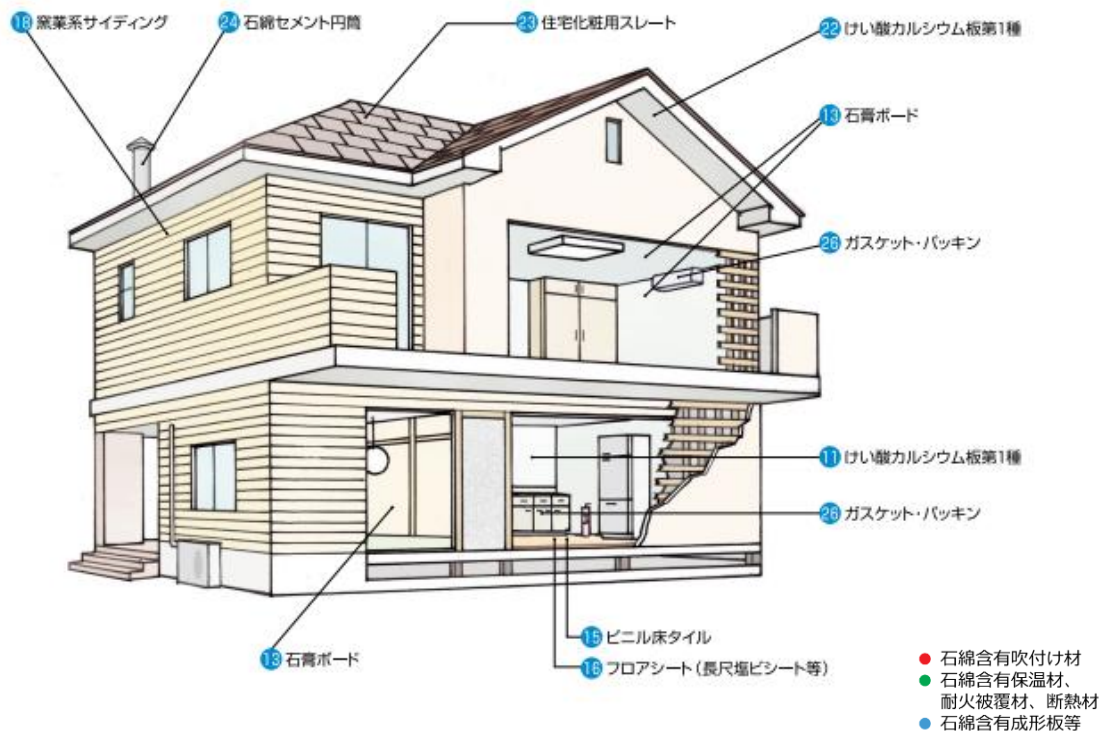 18 窯業系サイディング
24 石綿セメント円筒
23 住宅化粧用スレート
22 けい酸カルシウム板第1種
13 石膏ボード
26 ガスケット・パッキン
11 けい酸カルシウム板第1種
26 ガスケット・パッキン
13 石膏ボード
15 ビニル床タイル
16 フロアシート（長尺塩ビシート等）
石綿含有吹付け材
石綿含有保温材、
耐火被覆材、断熱材
石綿含有成形板等